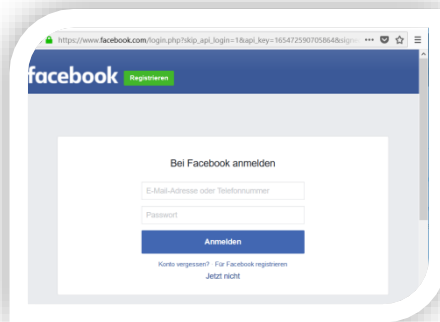 https://www.facebook.com/login.php?skip_api_login=1&api_key=165472590705864&signe
facebook Registrieren
Bei Facebook anmelden
E-Mail-Adresse oder Telefonnummer
Passwort
Anmelden
Konto vergessen? Für Facebook registrieren
Jetzt nicht